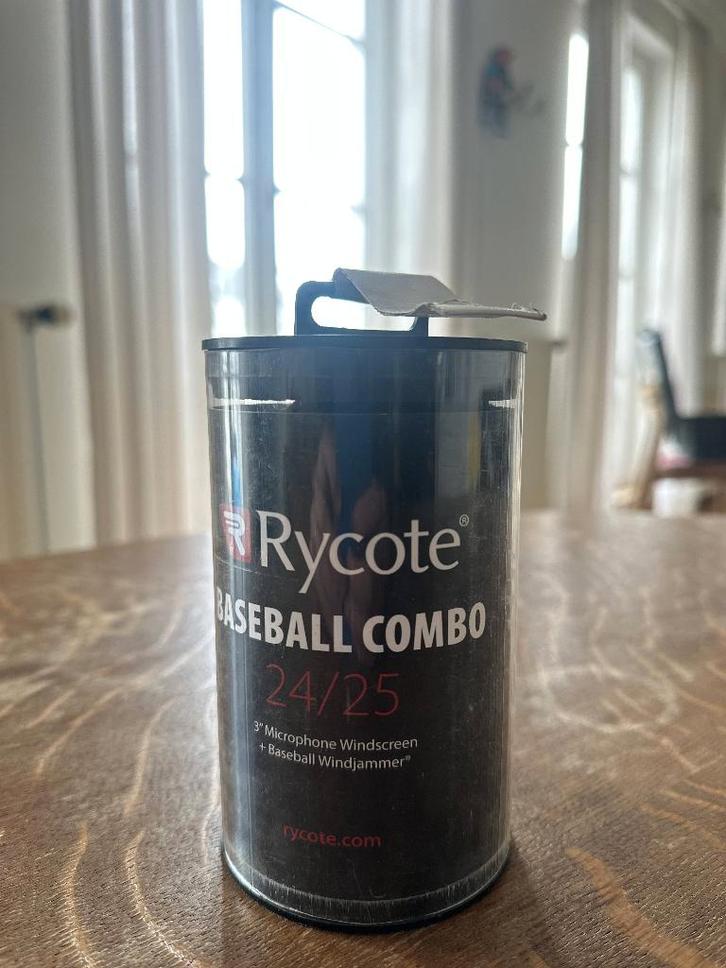 Rycote®
BASEBALL COMBO
24/25
3" Microphone Windscreen
+ Baseball Windjammer®
rycote.com